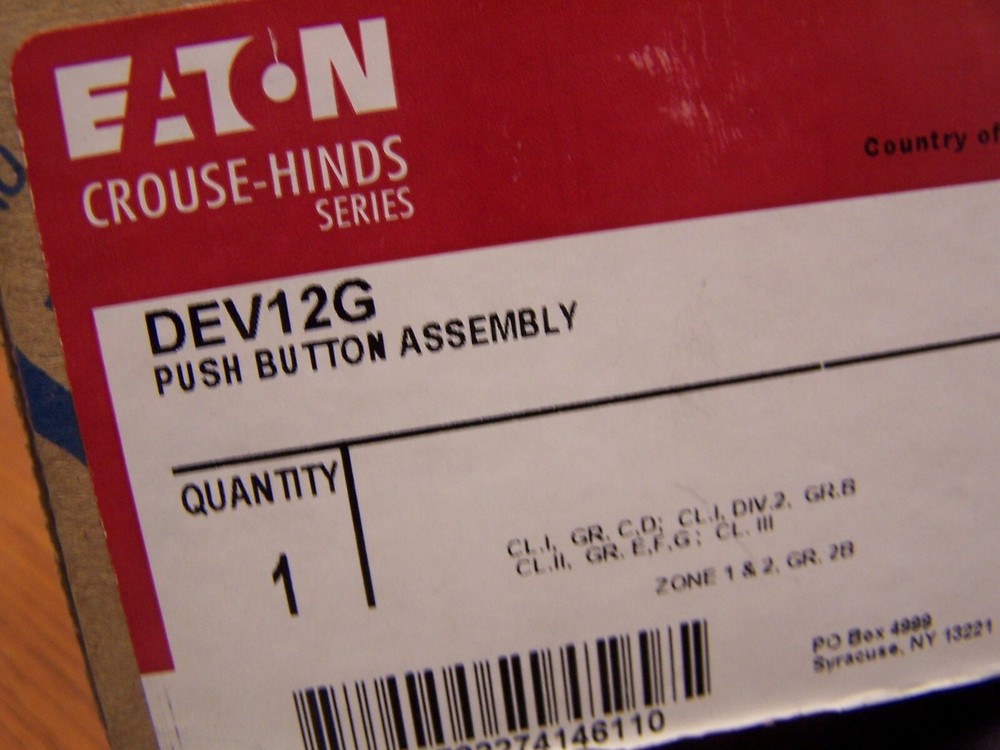 EATON
CROUSE-HINDS
SERIES
Country of
DEV12G
PUSH BUTTON ASSEMBLY
QUANTITY
1
CL.I, GR. C,D; CL.I, DIV.2, GR.B
CL.II, GR. E,F,G; CL. III
ZONE 1 & 2, GR. 2B
PO Box 4999
Syracuse, NY 13221